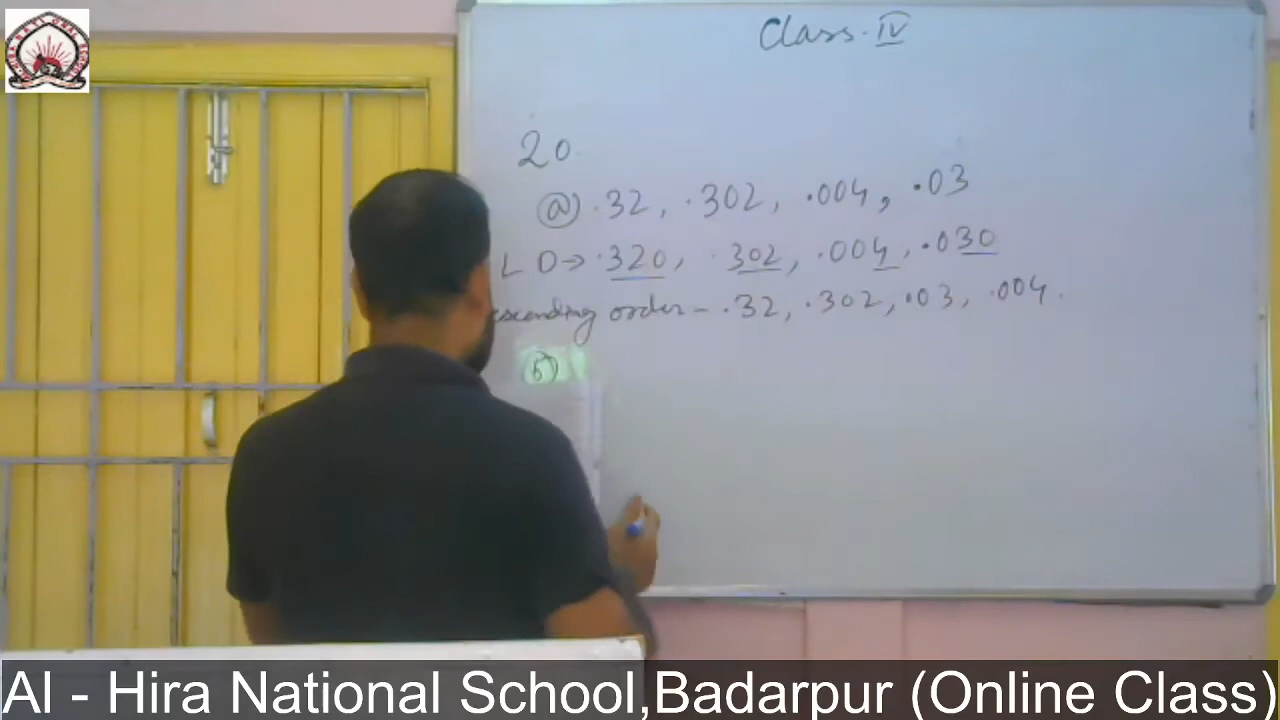 Class-IV
20
(a) .32, .302, .004, .03
L D→ .320, .302, .004, .030
escending order - .32, .302, .03, .004.
(b)
Al - Hira National School,Badarpur (Online Class)